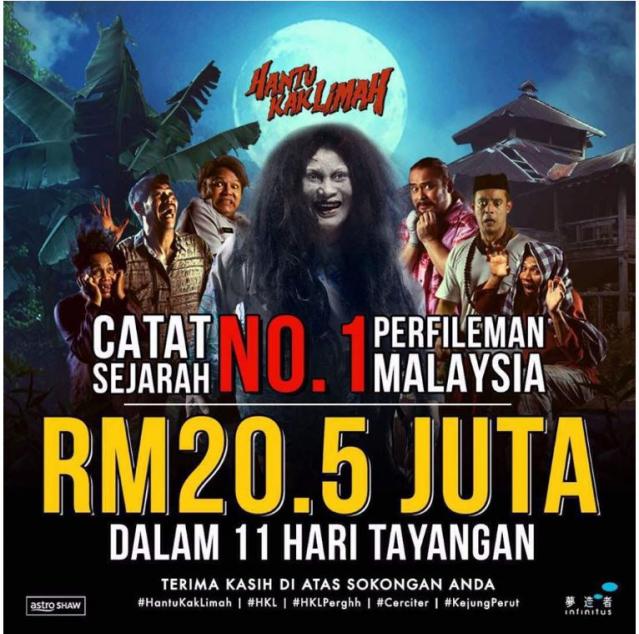 HANTU
KAK LIMAH
CATAT
SEJARAH
NO. 1
PERFILEMAN
MALAYSIA
RM20.5 JUTA
DALAM 11 HARI TAYANGAN
TERIMA KASIH DI ATAS SOKONGAN ANDA
#HantuKakLimah | #HKL | #HKLPerghh | #Cerciter | #KejungPerut
astro SHAW
夢造者
infinitus